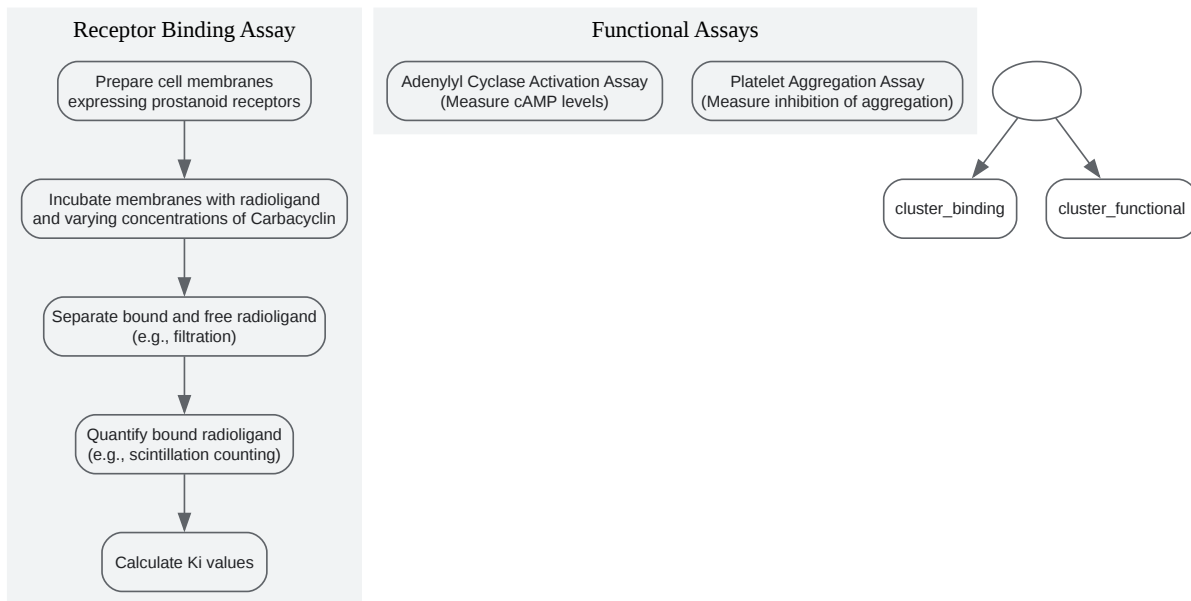 Receptor Binding Assay
Prepare cell membranes
expressing prostanoid receptors
Incubate membranes with radioligand
and varying concentrations of Carbacyclin
Separate bound and free radioligand
(e.g., filtration)
Quantify bound radioligand
(e.g., scintillation counting)
Calculate Ki values
Functional Assays
Adenylyl Cyclase Activation Assay
(Measure cAMP levels)
Platelet Aggregation Assay
(Measure inhibition of aggregation)
cluster_binding
cluster_functional